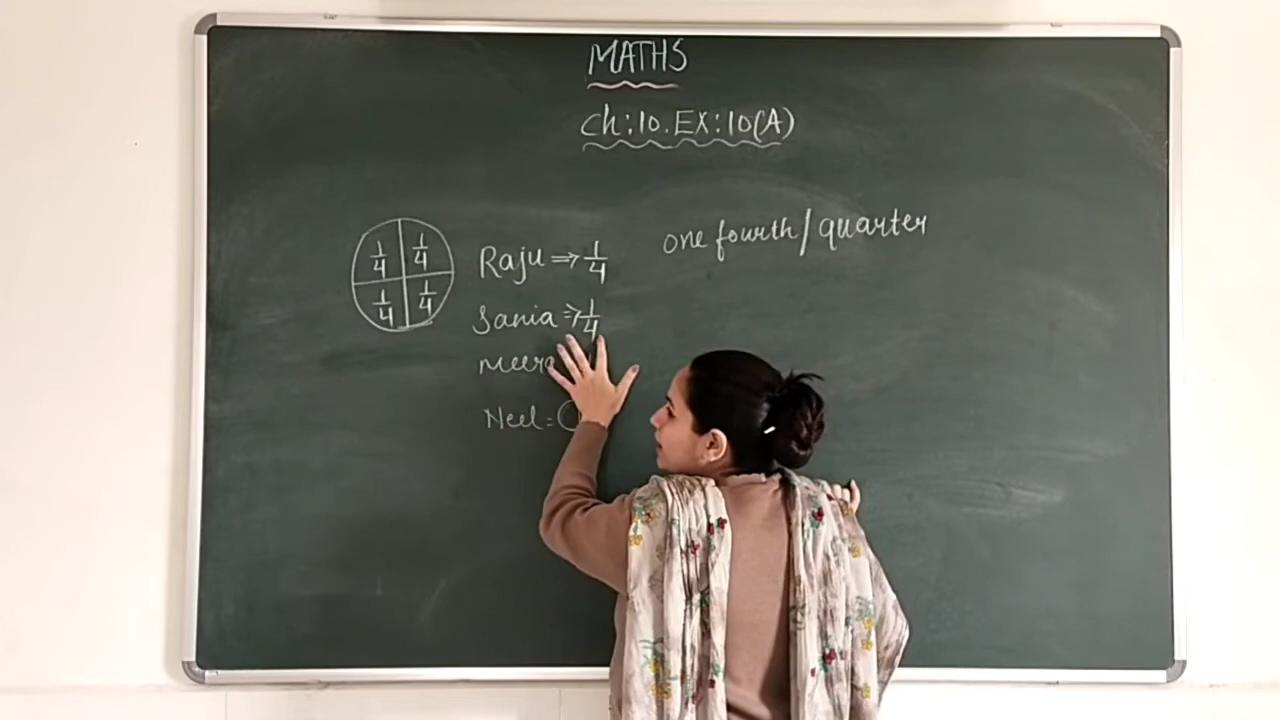 MATHS
Ch:10.EX:10(A)
1/4 1/4
1/4 1/4
Raju ⇒ 1/4 one fourth/quarter
Sania ⇒ 1/4
Neel =